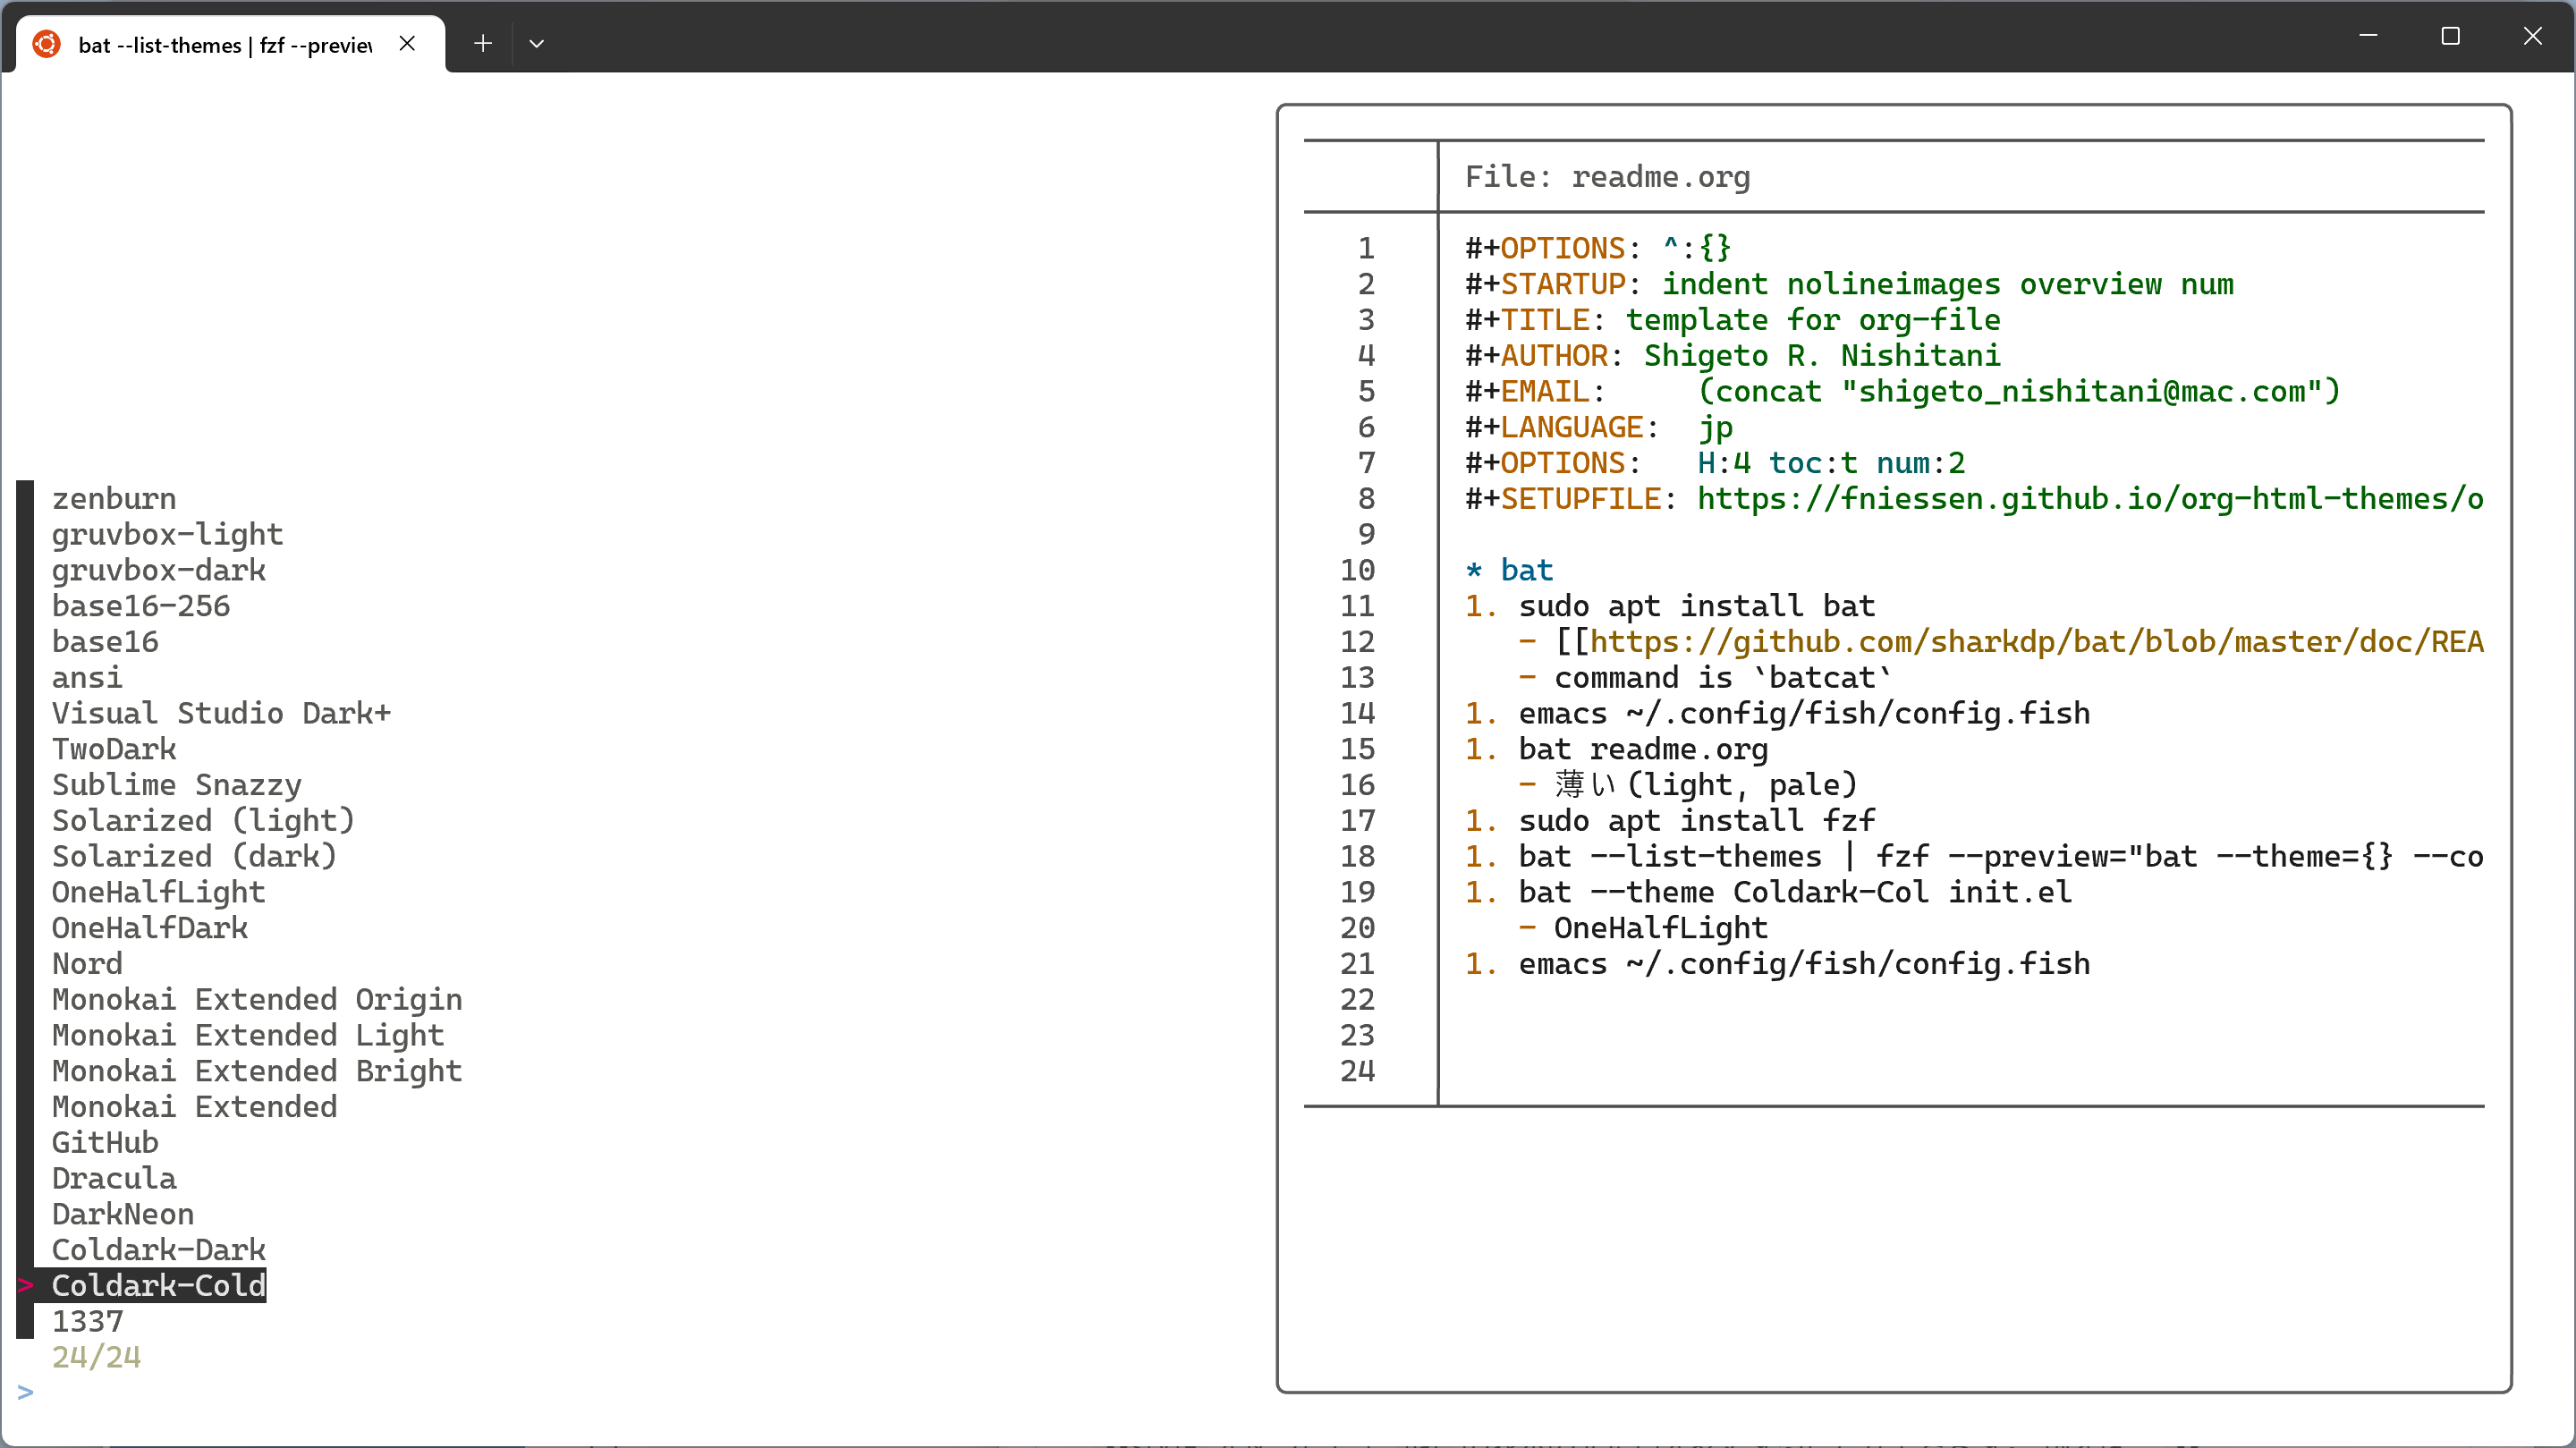 bat --list-themes | fzf --preview
zenburn
gruvbox-light
gruvbox-dark
base16-256
base16
ansi
Visual Studio Dark+
TwoDark
Sublime Snazzy
Solarized (light)
Solarized (dark)
OneHalfLight
OneHalfDark
Nord
Monokai Extended Origin
Monokai Extended Light
Monokai Extended Bright
Monokai Extended
GitHub
Dracula
DarkNeon
Coldark-Dark
> Coldark-Cold
1337
24/24
>
File: readme.org
1 #+OPTIONS: ^:{}
2 #+STARTUP: indent nolineimages overview num
3 #+TITLE: template for org-file
4 #+AUTHOR: Shigeto R. Nishitani
5 #+EMAIL:     (concat "shigeto_nishitani@mac.com")
6 #+LANGUAGE:  jp
7 #+OPTIONS:   H:4 toc:t num:2
8 #+SETUPFILE: https://fniessen.github.io/org-html-themes/o
9
10 * bat
11 1. sudo apt install bat
12    - [[https://github.com/sharkdp/bat/blob/master/doc/REA
13    - command is `batcat`
14 1. emacs ~/.config/fish/config.fish
15 1. bat readme.org
16    - 薄い(light, pale)
17 1. sudo apt install fzf
18 1. bat --list-themes | fzf --preview="bat --theme={} --co
19 1. bat --theme Coldark-Col init.el
20    - OneHalfLight
21 1. emacs ~/.config/fish/config.fish
22
23
24